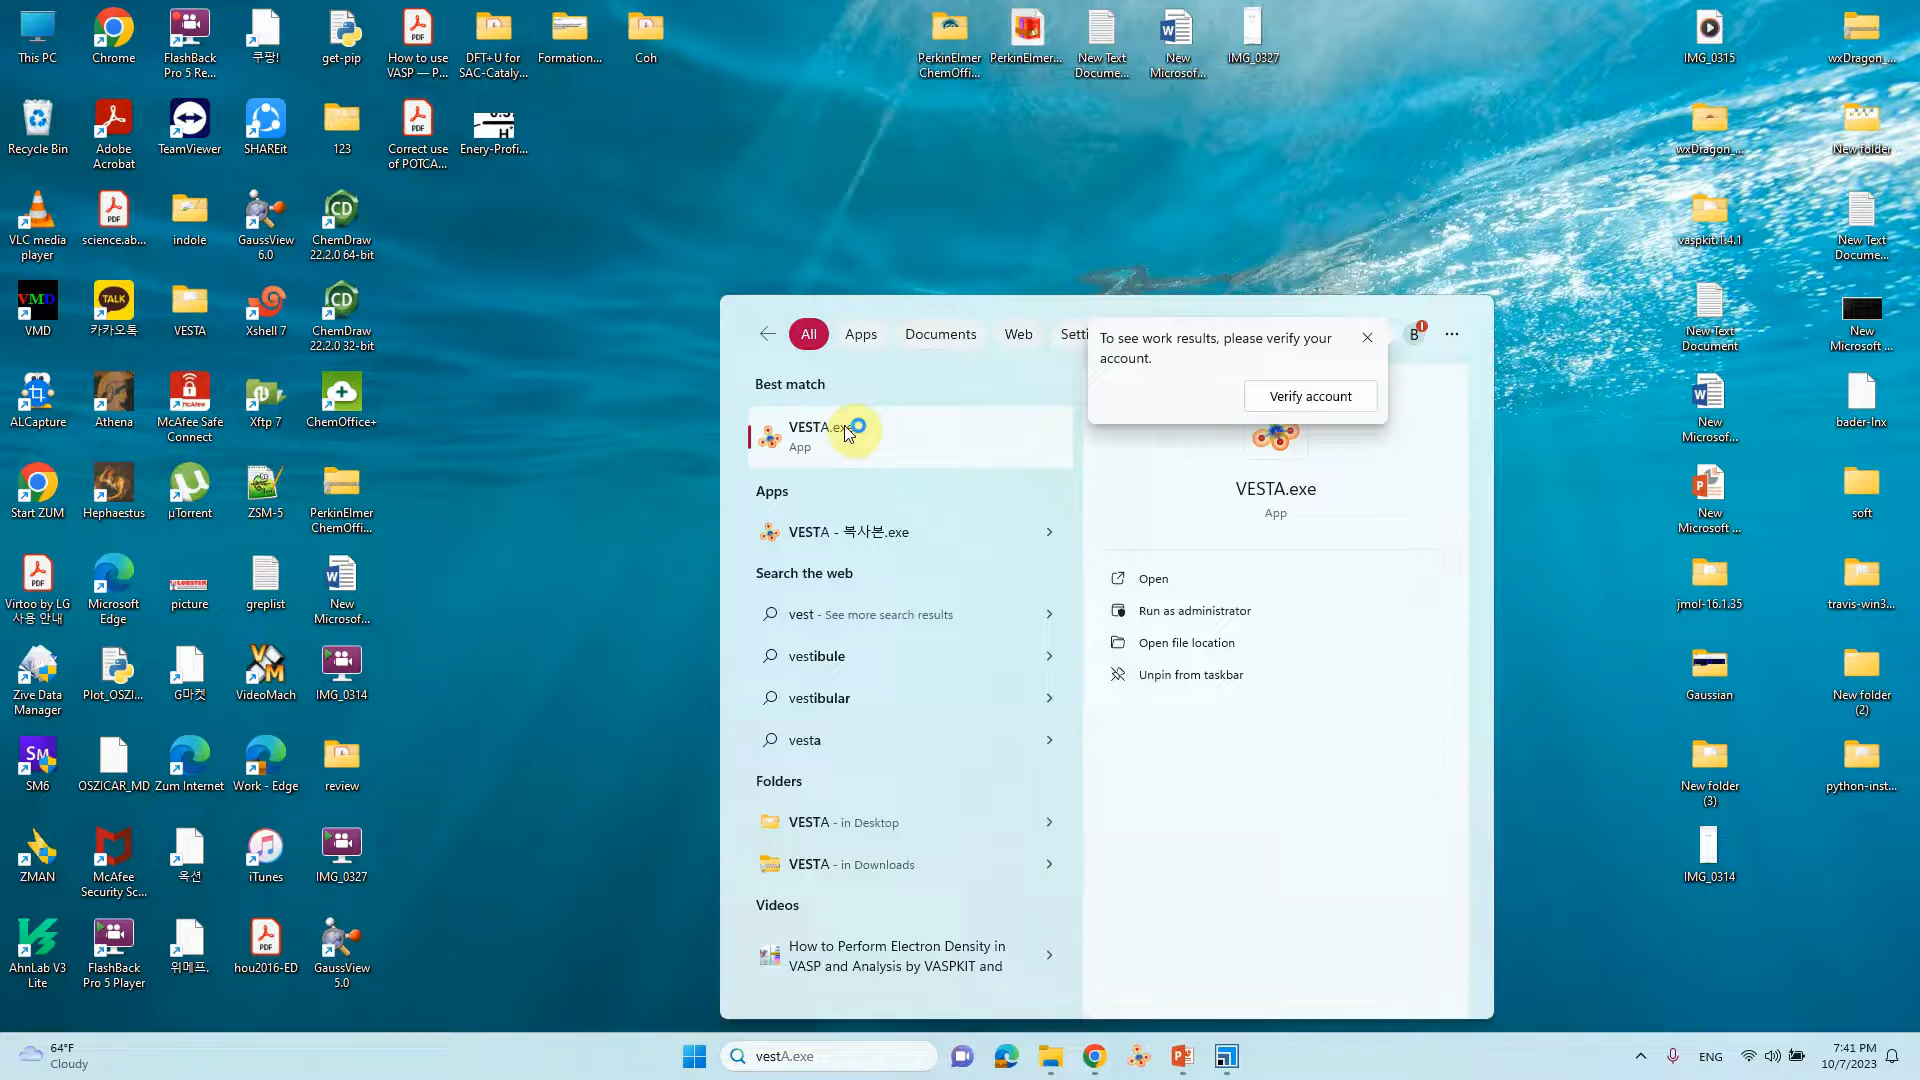 This PC
Chrome
FlashBack
Pro 5 Re...
쿠팡!
get-pip
How to use
VASP — P...
DFT+U for
SAC-Cataly...
Formation...
Coh
PerkinElmer
ChemOffi...
PerkinElmer...
New Text
Docume...
New
Microsof...
IMG_0327
IMG_0315
wxDragon_...
Recycle Bin
Adobe
Acrobat
TeamViewer
SHAREit
123
Correct use
of POTCA...
Enery-Profi...
wxDragon_...
New folder
VLC media
player
science.ab...
indole
GaussView
6.0
ChemDraw
22.2.0 64-bit
vaspkit.1.4.1
New Text
Docume...
VMD
카카오톡
VESTA
Xshell 7
ChemDraw
22.2.0 32-bit
New Text
Document
New
Microsoft ...
ALCapture
Athena
McAfee Safe
Connect
Xftp 7
ChemOffice+
New
Microsof...
bader-lnx
Start ZUM
Hephaestus
µTorrent
ZSM-5
PerkinElmer
ChemOffi...
New
Microsoft ...
soft
Virtoo by LG
사용 안내
Microsoft
Edge
picture
greplist
New
Microsof...
jmol-16.1.35
travis-win3...
Zive Data
Manager
Plot_OSZI...
G마켓
VideoMach
IMG_0314
Gaussian
New folder
(2)
SM6
OSZICAR_MD
Zum Internet
Work - Edge
review
New folder
(3)
python-inst...
ZMAN
McAfee
Security Sc...
옥션
iTunes
IMG_0327
IMG_0314
AhnLab V3
Lite
FlashBack
Pro 5 Player
위메프.
hou2016-ED
GaussView
5.0
All
Apps
Documents
Web
Setti
B
To see work results, please verify your
account.
Verify account
Best match
VESTA.exe
App
Apps
VESTA - 복사본.exe
Search the web
vest - See more search results
vestibule
vestibular
vesta
Folders
VESTA - in Desktop
VESTA - in Downloads
Videos
How to Perform Electron Density in
VASP and Analysis by VASPKIT and
VESTA.exe
App
Open
Run as administrator
Open file location
Unpin from taskbar
64°F
Cloudy
vestA.exe
ENG
7:41 PM
10/7/2023